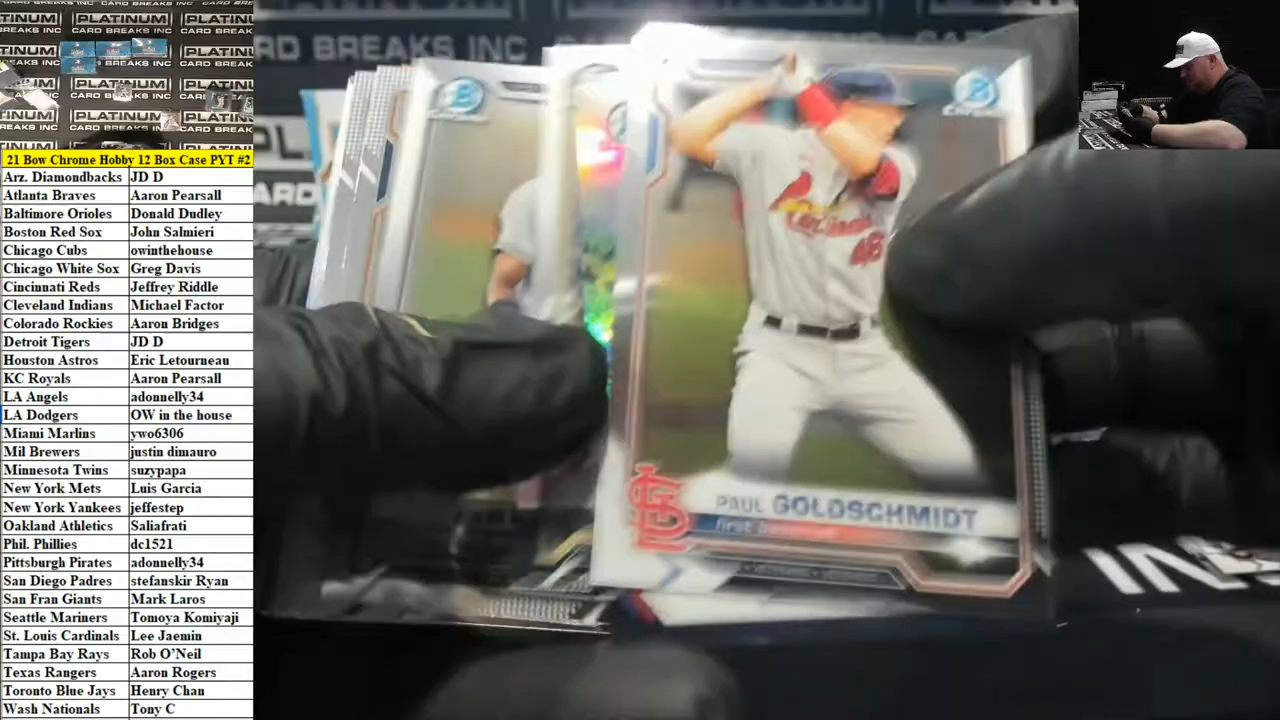 PLATINUM
CARD BREAKS INC
21 Bow Chrome Hobby 12 Box Case PYT #2
Arz. Diamondbacks JD D
Atlanta Braves Aaron Pearsall
Baltimore Orioles Donald Dudley
Boston Red Sox John Salmieri
Chicago Cubs owinthehouse
Chicago White Sox Greg Davis
Cincinnati Reds Jeffrey Riddle
Cleveland Indians Michael Factor
Colorado Rockies Aaron Bridges
Detroit Tigers JD D
Houston Astros Eric Letourneau
KC Royals Aaron Pearsall
LA Angels adonnelly34
LA Dodgers OW in the house
Miami Marlins ywo6306
Mil Brewers justin dimauro
Minnesota Twins suzypapa
New York Mets Luis Garcia
New York Yankees jeffestep
Oakland Athletics Saliafrati
Phil. Phillies dc1521
Pittsburgh Pirates adonnelly34
San Diego Padres stefanskir Ryan
San Fran Giants Mark Laros
Seattle Mariners Tomoya Komiyaji
St. Louis Cardinals Lee Jaemin
Tampa Bay Rays Rob O'Neil
Texas Rangers Aaron Rogers
Toronto Blue Jays Henry Chan
Wash Nationals Tony C
CARD BREAKS INC
46
PAUL GOLDSCHMIDT